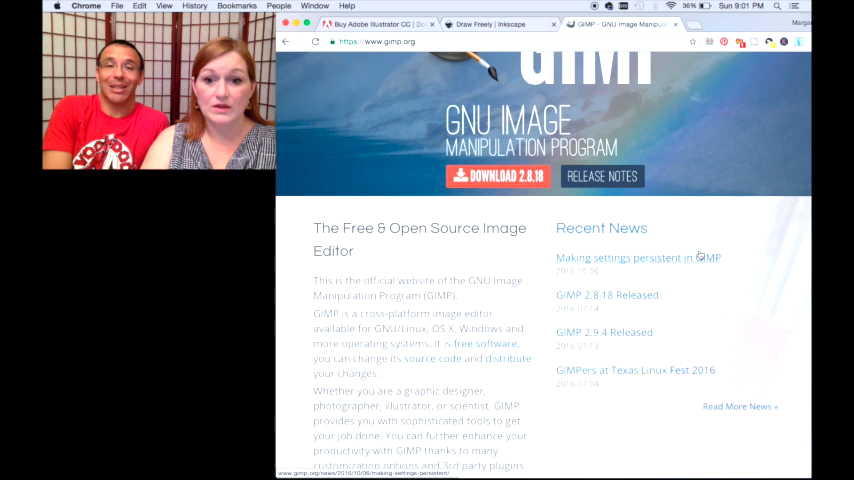 Chrome File Edit View History Bookmarks People Window Help
36%
Sun 9:01 PM
Buy Adobe Illustrator CC | Do
Draw Freely | Inkscape
GIMP - GNU Image Manipula
Margar
https://www.gimp.org
GIMP
GNU IMAGE
MANIPULATION PROGRAM
DOWNLOAD 2.8.18
RELEASE NOTES
The Free & Open Source Image
Editor
This is the official website of the GNU Image
Manipulation Program (GIMP).
GIMP is a cross-platform image editor
available for GNU/Linux, OS X, Windows and
more operating systems. It is free software,
you can change its source code and distribute
your changes.
Whether you are a graphic designer,
photographer, illustrator, or scientist, GIMP
provides you with sophisticated tools to get
your job done. You can further enhance your
productivity with GIMP thanks to many
customization options and 3rd party plugins.
Recent News
Making settings persistent in GIMP
2016-10-06
GIMP 2.8.18 Released
2016-07-14
GIMP 2.9.4 Released
2016-07-13
GIMPers at Texas Linux Fest 2016
2016-07-04
Read More News »
www.gimp.org/news/2016/10/06/making-settings-persistent/